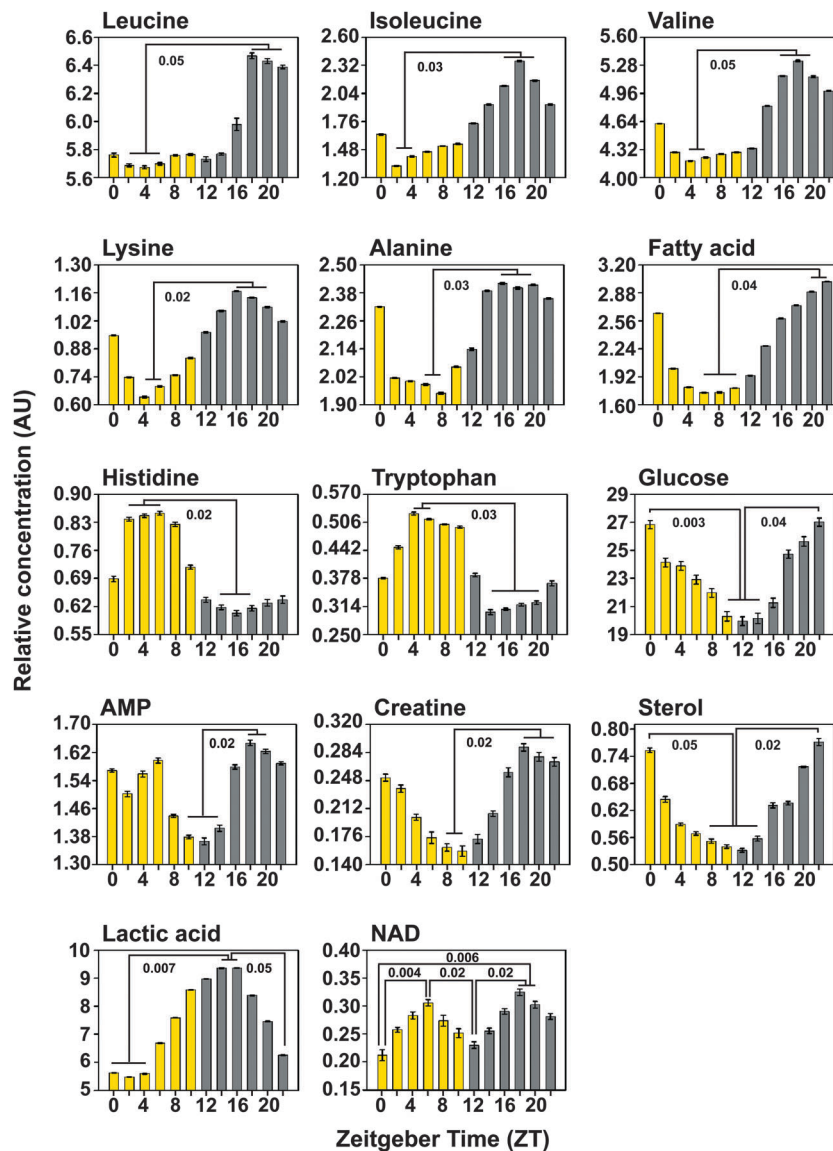 Leucine Isoleucine Valine
6.6 2.60 5.60
6.4 2.32 5.28
6.2 0.05 2.04 0.03 4.96 0.05
6.0 1.76 4.64
5.8 1.48 4.32
5.6 1.20 4.00
0 4 8 12 16 20 0 4 8 12 16 20 0 4 8 12 16 20
Lysine Alanine Fatty acid
1.30 2.50 3.20
1.16 2.38 2.88
1.02 0.02 2.26 0.03 2.56 0.04
0.88 2.14 2.24
0.74 2.02 1.92
0.60 1.90 1.60
0 4 8 12 16 20 0 4 8 12 16 20 0 4 8 12 16 20
Relative concentration (AU)
Histidine Tryptophan Glucose
0.90 0.570 29
0.83 0.02 0.506 0.03 27 0.003 0.04
0.76 0.442 25
0.69 0.378 23
0.62 0.314 21
0.55 0.250 19
0 4 8 12 16 20 0 4 8 12 16 20 0 4 8 12 16 20
AMP Creatine Sterol
1.70 0.320 0.80
1.62 0.02 0.284 0.02 0.74 0.05 0.02
1.54 0.248 0.68
1.46 0.212 0.62
1.38 0.176 0.56
1.30 0.140 0.50
0 4 8 12 16 20 0 4 8 12 16 20 0 4 8 12 16 20
Lactic acid NAD
10 0.40 0.006
9 0.007 0.05 0.35 0.004 0.02 0.02
8 0.30
7 0.25
6 0.20
5 0.15
0 4 8 12 16 20 0 4 8 12 16 20
Zeitgeber Time (ZT)